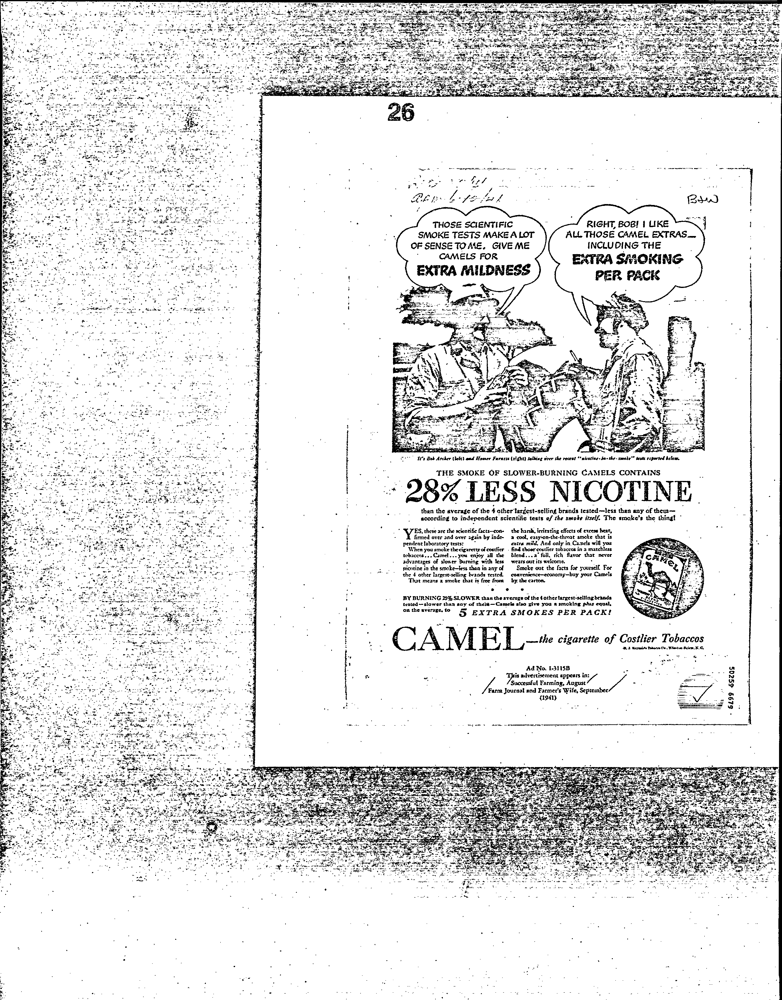 26
B+W
THOSE SCIENTIFIC
SMOKE TESTS MAKE A LOT
OF SENSE TO ME. GIVE ME
CAMELS FOR
EXTRA MILDNESS
RIGHT, BOB! I LIKE
ALL THOSE CAMEL EXTRAS—
INCLUDING THE
EXTRA SMOKING
PER PACK
It's Bob Archer (left) and Homer (right) talking over the recent "nicotine-in-the-smoke" tests reported below.
THE SMOKE OF SLOWER-BURNING CAMELS CONTAINS
28% LESS NICOTINE
than the average of the 4 other largest-selling brands tested—less than any of them—
according to independent scientific tests of the smoke itself. The smoke's the thing!
YES, these are the scientific facts—con-
firmed over and over again by inde-
pendent laboratory tests:
When you smoke the cigarette of costlier
tobaccos... Camel... you enjoy all the
advantages of slower burning with less
nicotine in the smoke—less than in any of
the 4 other largest-selling brands tested.
That means a smoke that is free from
the harsh, irritating effects of excess heat,
a cool, easy-on-the-throat smoke that is
extra mild. And only in Camels will you
find those costlier tobaccos in a matchless
blend... a full, rich flavor that never
wears out its welcome.
Smoke out the facts for yourself. For
convenience—economy—buy your Camels
by the carton.
BY BURNING 25% SLOWER than the average of the 4 other largest-selling brands
tested—slower than any of them—Camels also give you a smoking plus equal,
on the average, to 5 EXTRA SMOKES PER PACK!
CAMEL
CAMEL—the cigarette of Costlier Tobaccos
R. J. Reynolds Tobacco Co., Winston-Salem, N. C.
Ad No. 1-3115B
This advertisement appears in:
Successful Farming, August
Farm Journal and Farmer's Wife, September
(1941)
50259 6679